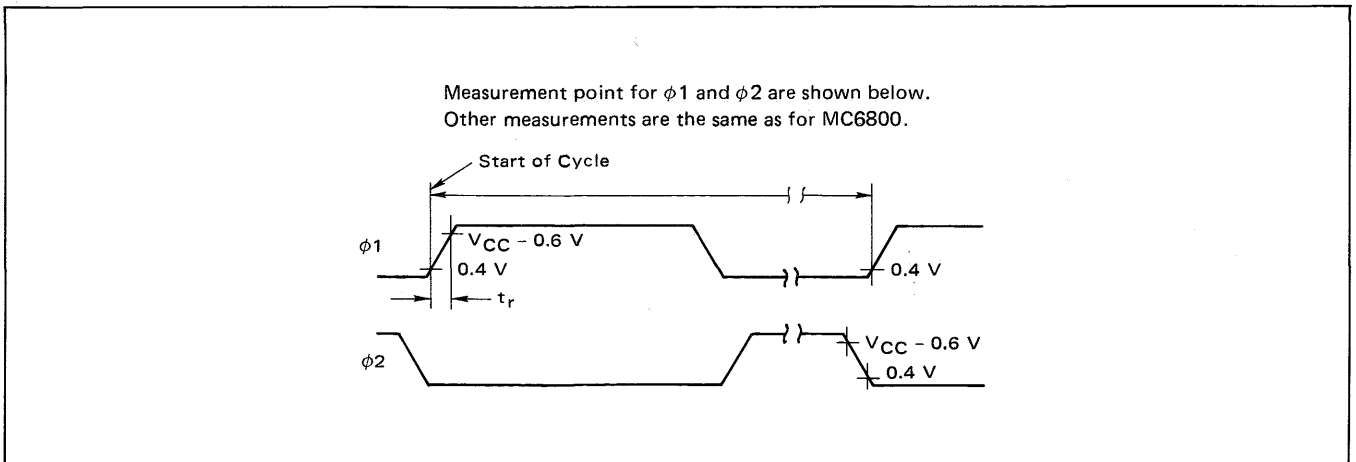 Measurement point for ϕ1 and ϕ2 are shown below.
Other measurements are the same as for MC6800.
Start of Cycle
ϕ1
VCC - 0.6 V
0.4 V
0.4 V
tr
ϕ2
VCC - 0.6 V
0.4 V